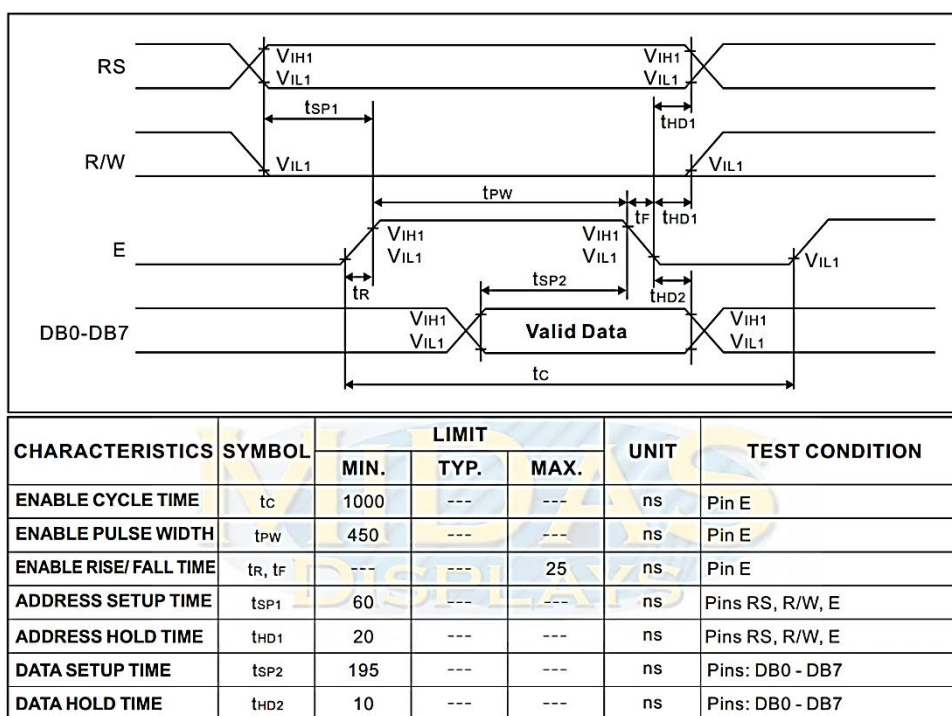 VIH1 VIH1
RS
VIL1 VIL1
tSP1 tHD1
R/W VIL1 VIL1
tPW tF tHD1
VIH1 VIH1
E
VIL1 VIL1 VIL1
tR tSP2 tHD2
VIH1 VIH1
DB0-DB7 Valid Data
VIL1 VIL1
tC
CHARACTERISTICS SYMBOL LIMIT UNIT TEST CONDITION
MIN. TYP. MAX.
ENABLE CYCLE TIME tC 1000 --- --- ns Pin E
ENABLE PULSE WIDTH tPW 450 --- --- ns Pin E
ENABLE RISE/ FALL TIME tR, tF --- --- 25 ns Pin E
ADDRESS SETUP TIME tSP1 60 --- --- ns Pins RS, R/W, E
ADDRESS HOLD TIME tHD1 20 --- --- ns Pins RS, R/W, E
DATA SETUP TIME tSP2 195 --- --- ns Pins: DB0 - DB7
DATA HOLD TIME tHD2 10 --- --- ns Pins: DB0 - DB7
MIDAS
DISPLAYS